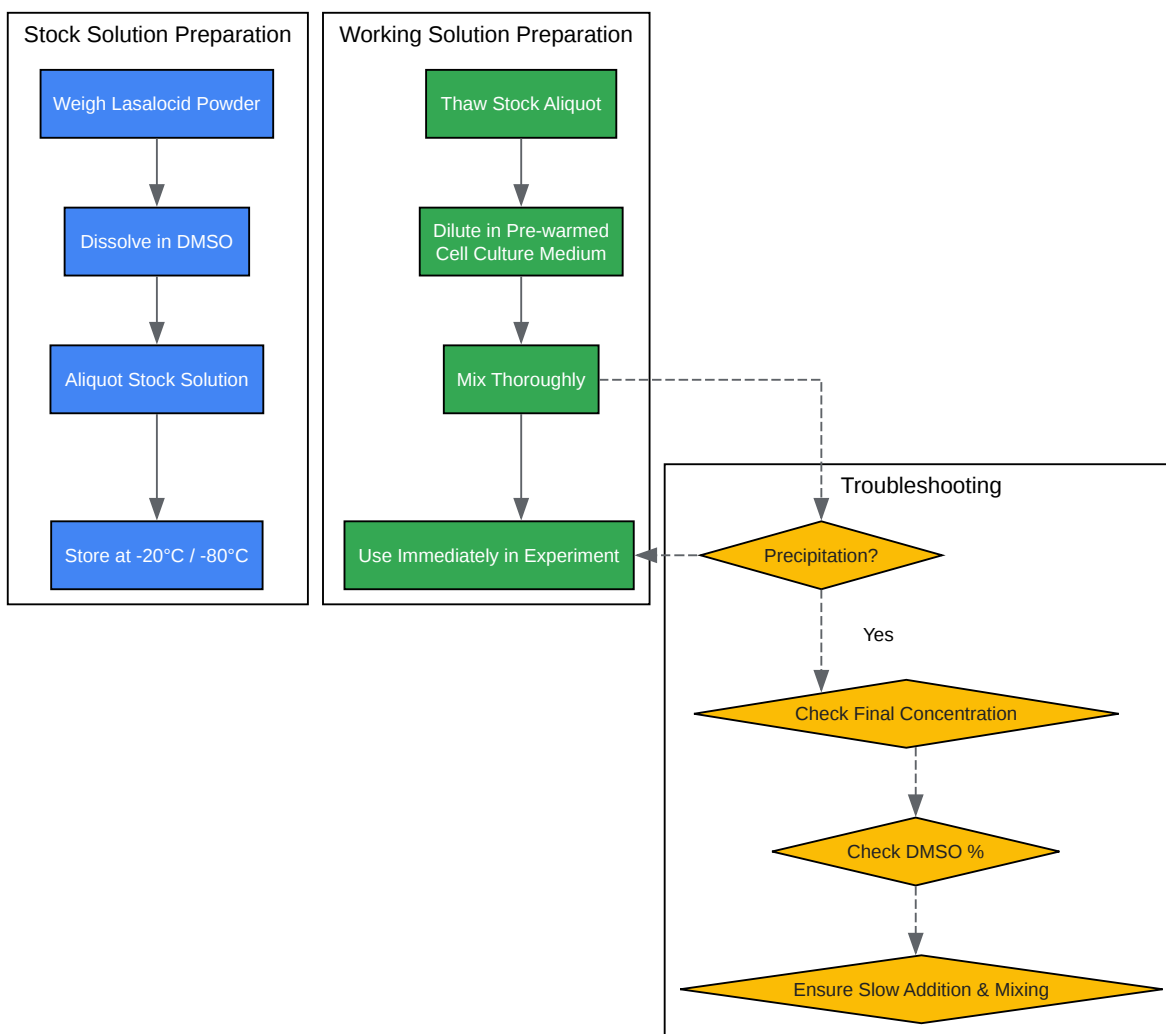 Stock Solution Preparation
Weigh Lasalocid Powder
Dissolve in DMSO
Aliquot Stock Solution
Store at -20°C / -80°C
Working Solution Preparation
Thaw Stock Aliquot
Dilute in Pre-warmed
Cell Culture Medium
Mix Thoroughly
Use Immediately in Experiment
Troubleshooting
Precipitation?
Yes
Check Final Concentration
Check DMSO %
Ensure Slow Addition & Mixing